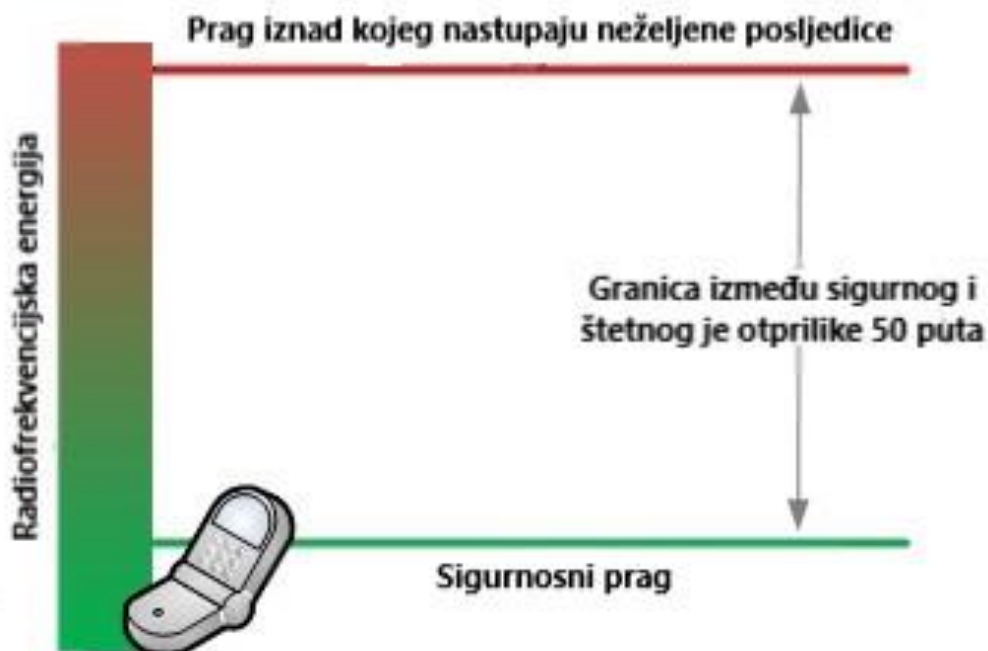 Prag iznad kojeg nastupaju neželjene posljedice
Radiofrekvencijska energija
Granica između sigurnog i
štetnog je otprilike 50 puta
Sigurnosni prag